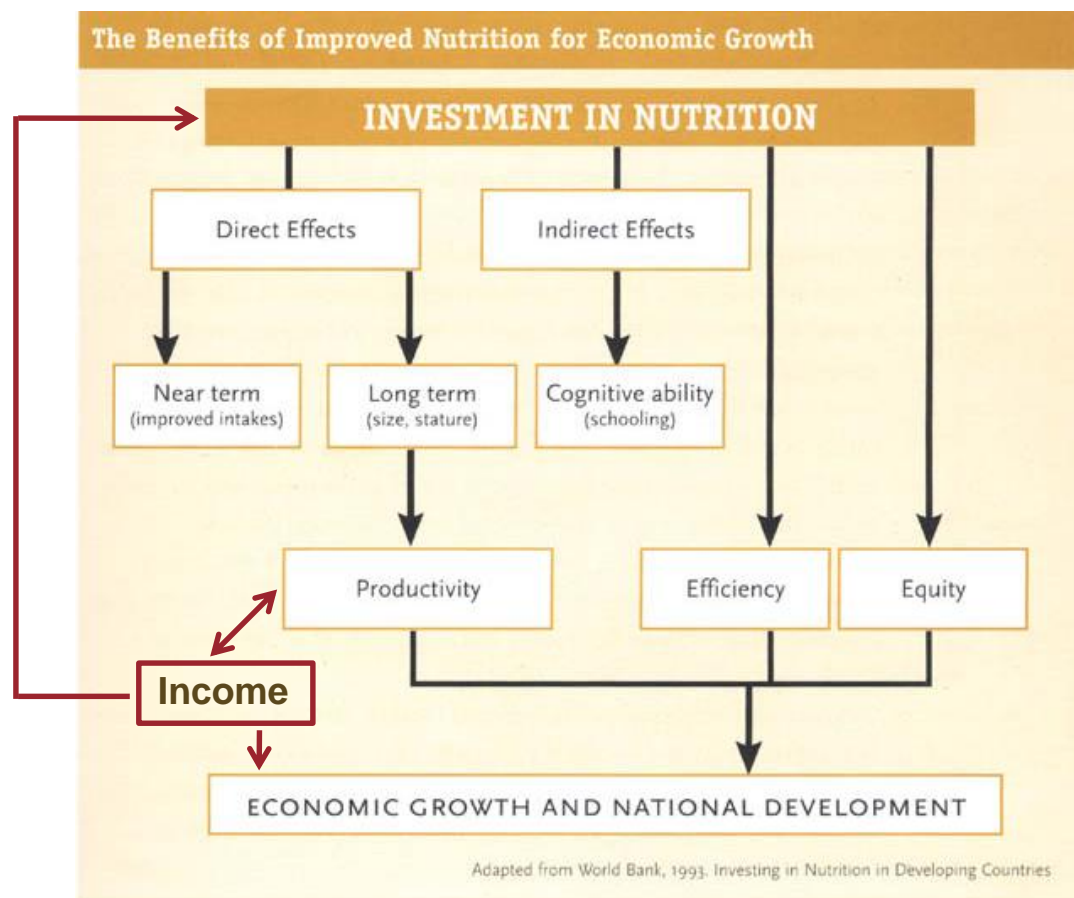 The Benefits of Improved Nutrition for Economic Growth
INVESTMENT IN NUTRITION
Direct Effects
Indirect Effects
Near term
(improved intakes)
Long term
(size, stature)
Cognitive ability
(schooling)
Productivity
Efficiency
Equity
Income
ECONOMIC GROWTH AND NATIONAL DEVELOPMENT
Adapted from World Bank, 1993. Investing in Nutrition in Developing Countries